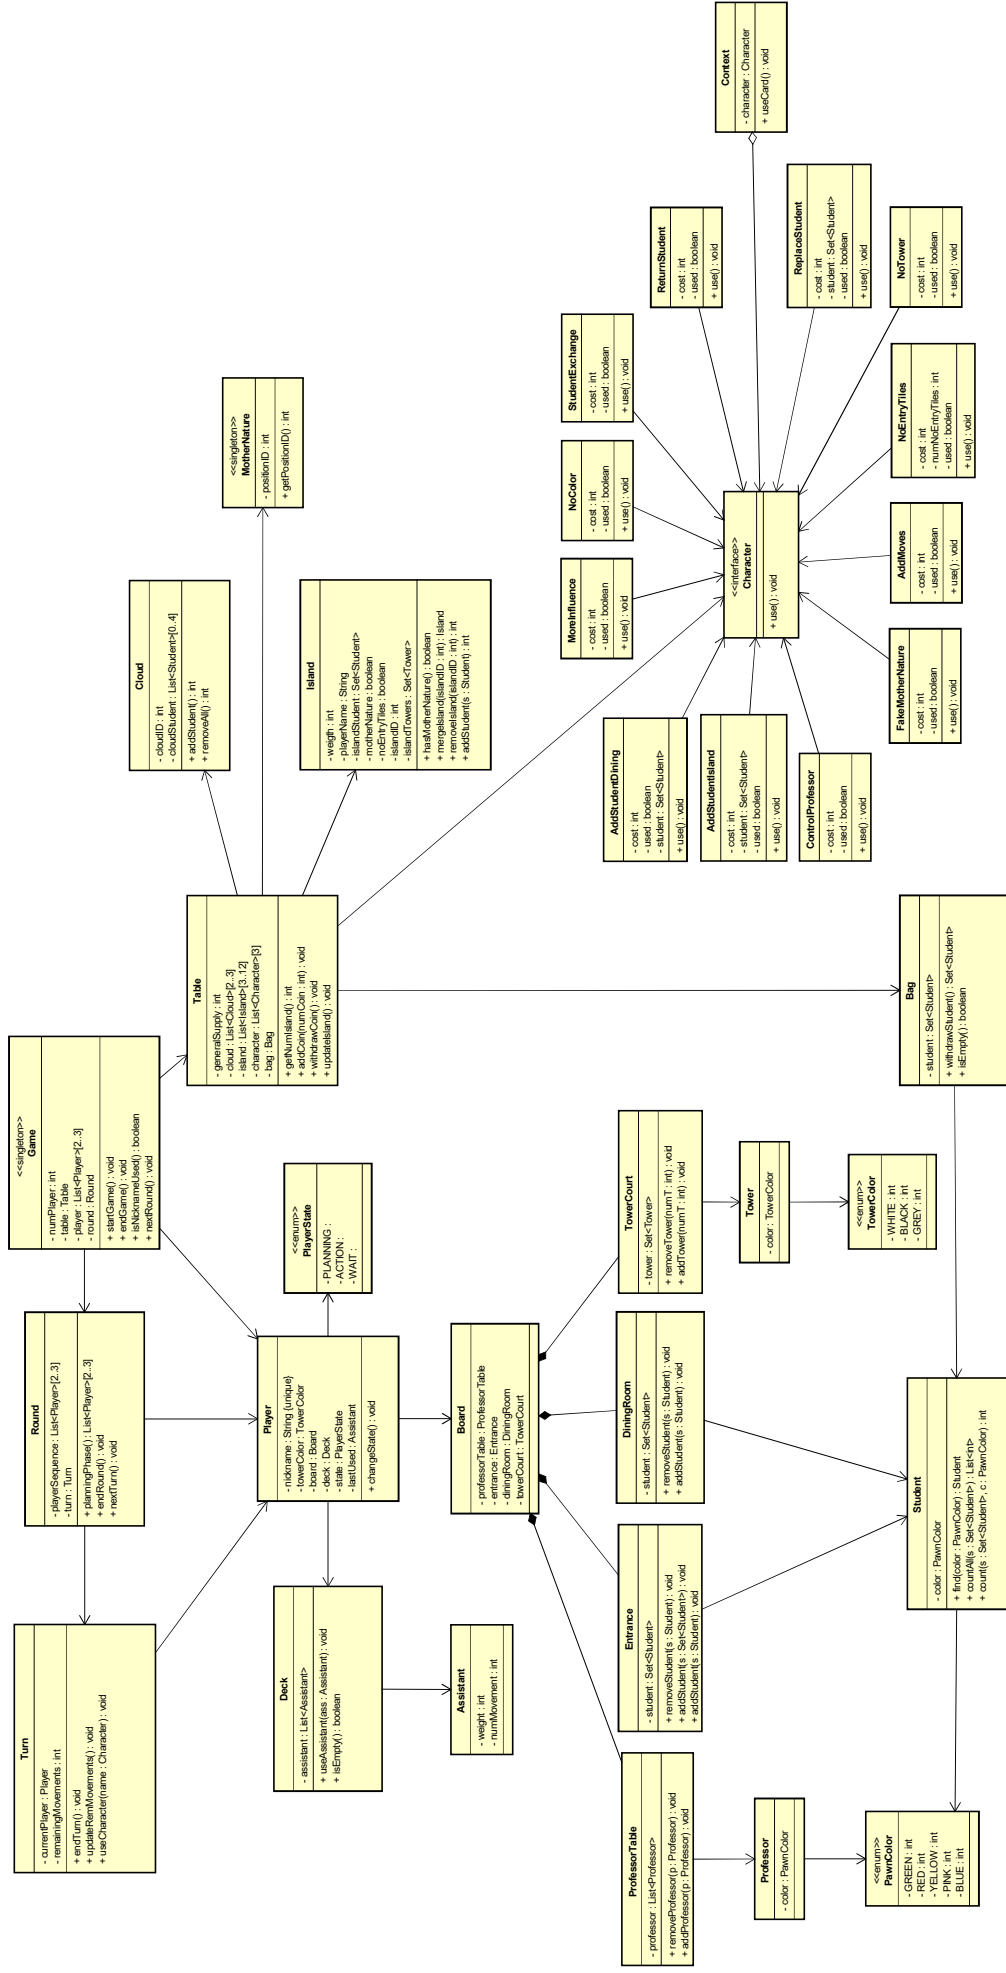 Turn
- currentPlayer : Player
- remainingMovements : int
+ endTurn() : void
+ updateRemMovements() : void
+ useCharacter(name : Character) : void
Round
- playerSequence : List<Player>[2..3]
- turn : Turn
+ planningPhase() : List<Player>[2..3]
+ endRound() : void
+ nextTurn() : void
<<singleton>>
Game
- numPlayer : int
- table : Table
- player : List<Player>[2..3]
- round : Round
+ startGame() : void
+ endGame() : void
+ isNicknameUsed() : boolean
+ nextRound() : void
Cloud
- cloudID : int
- cloudStudent : List<Student>[0..4]
+ addStudent() : int
+ removeAll() : int
<<singleton>>
MotherNature
- positionID : int
+ getPositionID() : int
Table
- generalSupply : int
- cloud : List<Cloud>[2..3]
- island : List<Island>[3..12]
- character : List<Character>[3]
- bag : Bag
+ getNumIsland() : int
+ addCoin(numCoin : int) : void
+ withdrawCoin() : void
+ updateIsland() : void
Island
- weigth : int
- playerName : String
- islandStudent : Set<Student>
- motherNature : boolean
- noEntryTiles : boolean
- islandID : int
- islandTowers : Set<Tower>
+ hasMotherNature() : boolean
+ mergeIsland(islandID : int) : Island
+ removeIsland(islandID : int) : int
+ addStudent(s : Student) : int
Deck
- assistant : List<Assistant>
+ useAssistant(ass : Assistant) : void
+ isEmpty() : boolean
Player
- nickname : String {unique}
- towerColor : TowerColor
- board : Board
- deck : Deck
- state : PlayerState
- lastUsed : Assistant
+ changeState() : void
<<enum>>
PlayerState
- PLANNING :
- ACTION :
- WAIT :
Assistant
- weight : int
- numMovement : int
Board
- professorTable : ProfessorTable
- entrance : Entrance
- diningRoom : DiningRoom
- towerCourt : TowerCourt
ProfessorTable
- professor : List<Professor>
+ removeProfessor(p : Professor) : void
+ addProfessor(p : Professor) : void
Entrance
- student : Set<Student>
+ removeStudent(s : Student) : void
+ addStudent(s : Set<Student>) : void
+ addStudent(s : Student) : void
DiningRoom
- student : Set<Student>
+ removeStudent(s : Student) : void
+ addStudent(s : Student) : void
TowerCourt
- tower : Set<Tower>
+ removeTower(numT : int) : void
+ addTower(numT : int) : void
Professor
- color : PawnColor
Tower
- color : TowerColor
<<enum>>
PawnColor
- GREEN : int
- RED : int
- YELLOW : int
- PINK : int
- BLUE : int
<<enum>>
TowerColor
- WHITE : int
- BLACK : int
- GREY : int
Student
- color : PawnColor
+ find(color : PawnColor) : Student
+ countAll(s : Set<Student>) : List<int>
+ count(s : Set<Student>, c : PawnColor) : int
Bag
- student : Set<Student>
+ withdrawStudent() : Set<Student>
+ isEmpty() : boolean
AddStudentDining
- cost : int
- used : boolean
- student : Set<Student>
+ use() : void
MoreInfluence
- cost : int
- used : boolean
+ use() : void
NoColor
- cost : int
- used : boolean
+ use() : void
StudentExchange
- cost : int
- used : boolean
+ use() : void
ReturnStudent
- cost : int
- used : boolean
+ use() : void
Context
- character : Character
+ useCard() : void
AddStudentIsland
- cost : int
- student : Set<Student>
- used : boolean
+ use() : void
<<interface>>
Character
+ use() : void
ReplaceStudent
- cost : int
- student : Set<Student>
- used : boolean
+ use() : void
ControlProfessor
- cost : int
- used : boolean
+ use() : void
FakeMotherNature
- cost : int
- used : boolean
+ use() : void
AddMoves
- cost : int
- used : boolean
+ use() : void
NoEntryTiles
- cost : int
- numNoEntryTiles : int
- used : boolean
+ use() : void
NoTower
- cost : int
- used : boolean
+ use() : void